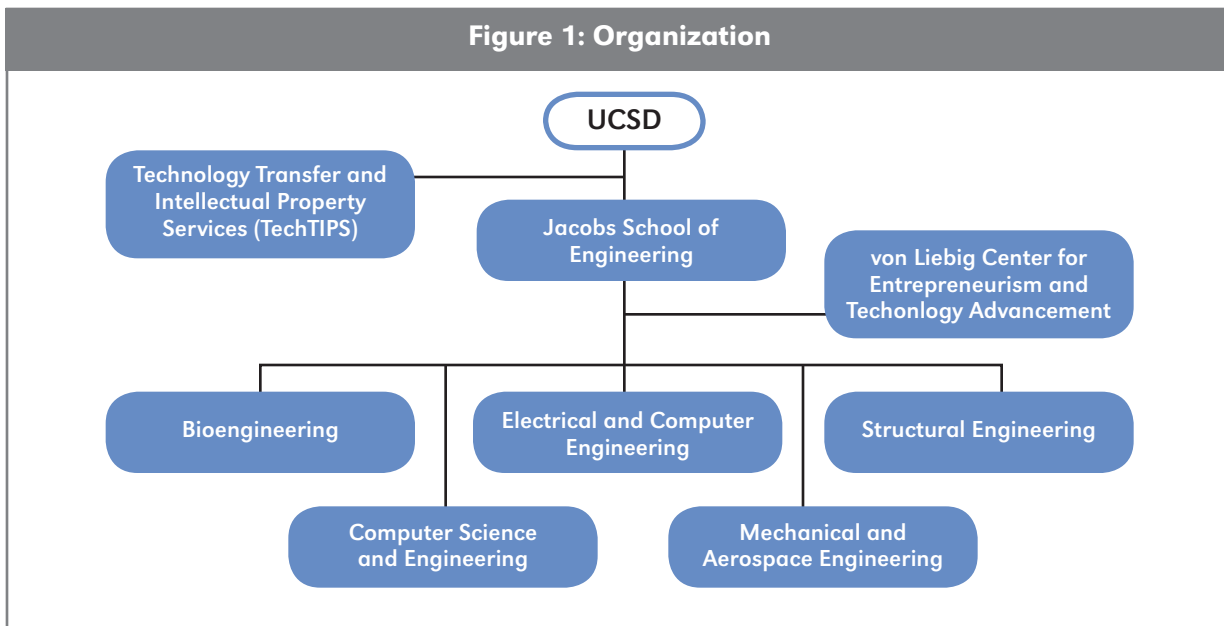 Figure 1: Organization
UCSD
Technology Transfer and
Intellectual Property
Services (TechTIPS)
Jacobs School of
Engineering
von Liebig Center for
Entrepreneurism and
Techonlogy Advancement
Bioengineering
Electrical and Computer
Engineering
Structural Engineering
Computer Science
and Engineering
Mechanical and
Aerospace Engineering